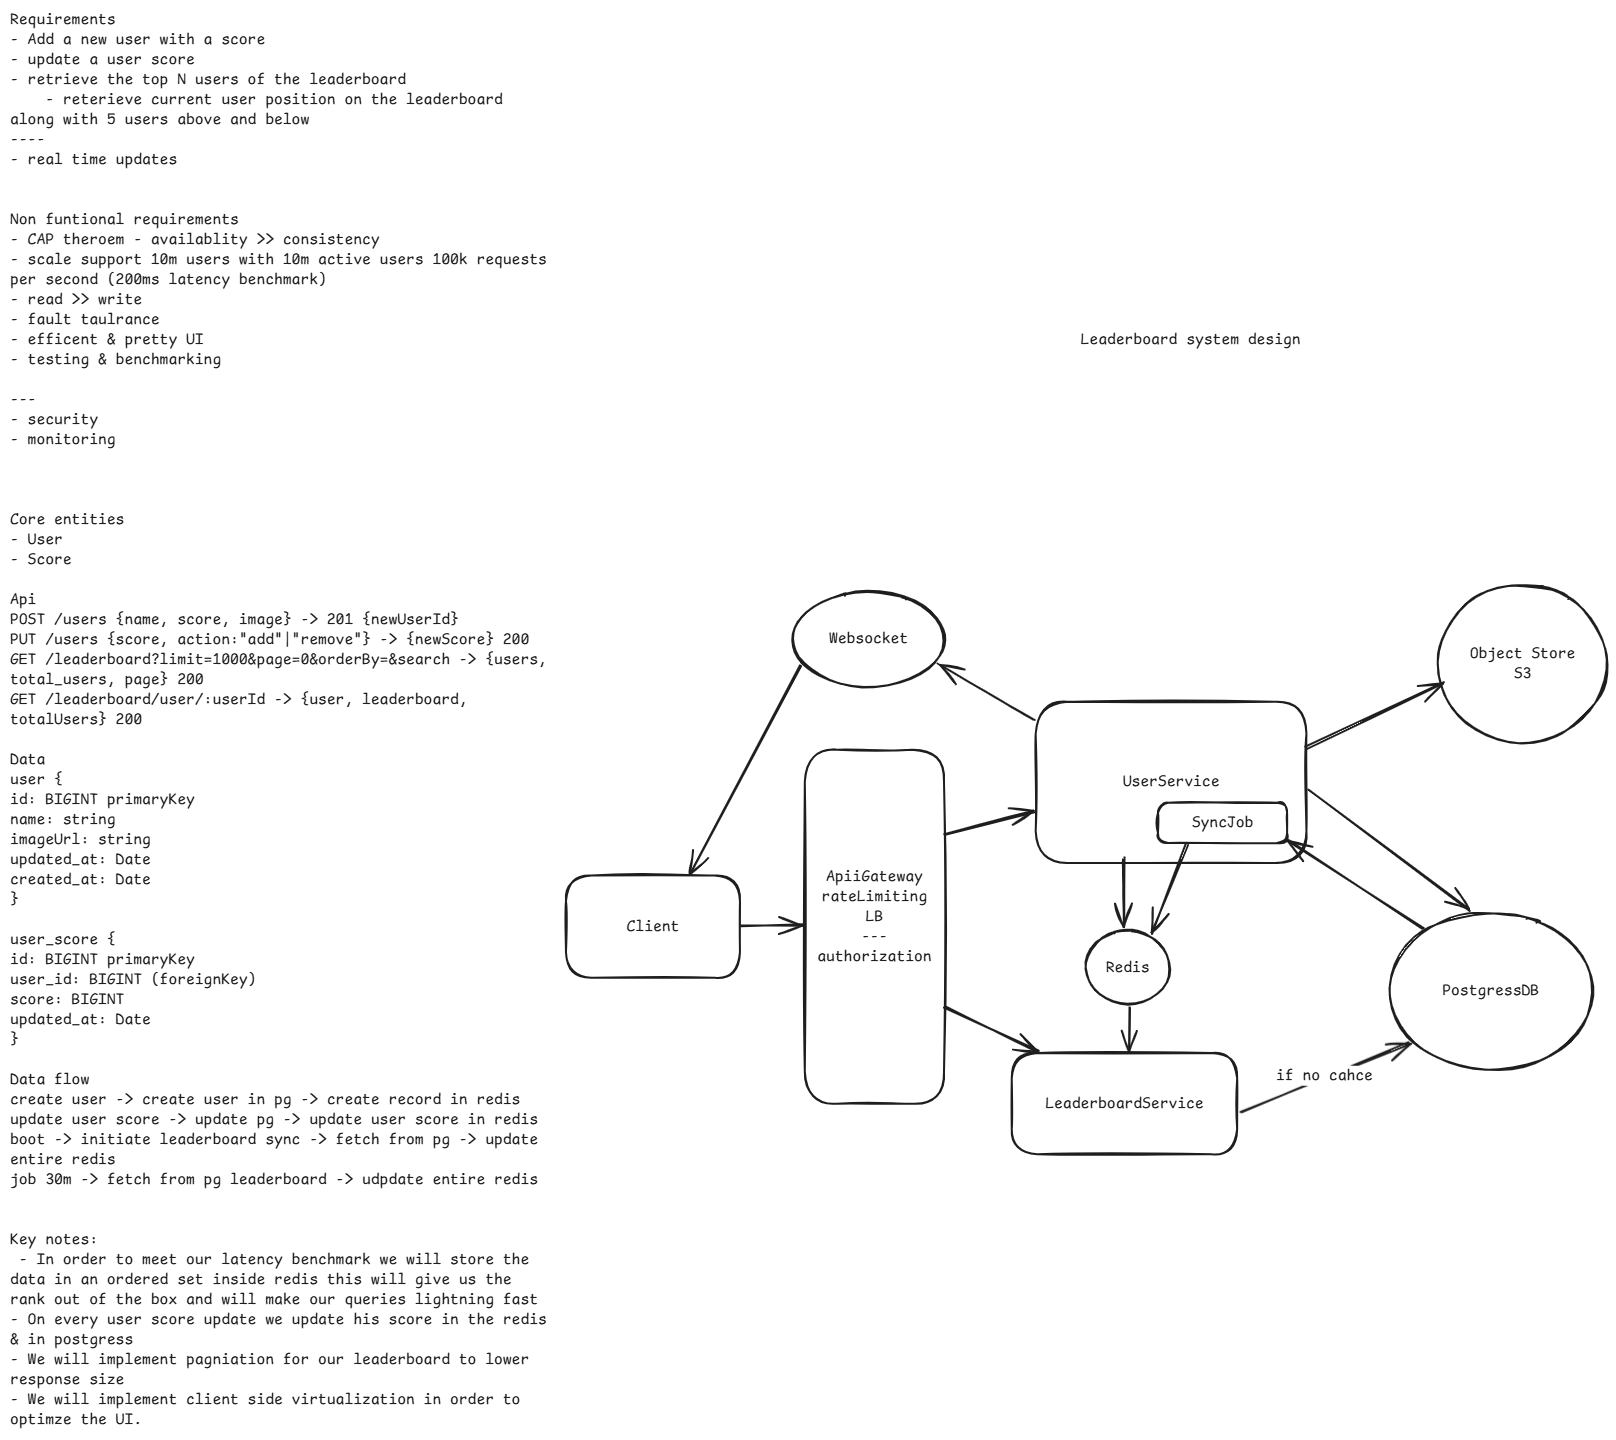 Requirements
- Add a new user with a score
- update a user score
- retrieve the top N users of the leaderboard
- reterieve current user position on the leaderboard
along with 5 users above and below
----
- real time updates
Non funtional requirements
- CAP theroem - availablity >> consistency
- scale support 10m users with 10m active users 100k requests
per second (200ms latency benchmark)
- read >> write
- fault taulrance
- efficent & pretty UI
- testing & benchmarking
---
- security
- monitoring
Core entities
- User
- Score
Api
POST /users {name, score, image} -> 201 {newUserId}
PUT /users {score, action:"add"|"remove"} -> {newScore} 200
GET /leaderboard?limit=1000&page=0&orderBy=&search -> {users,
total_users, page} 200
GET /leaderboard/user/:userId -> {user, leaderboard,
totalUsers} 200
Data
user {
id: BIGINT primaryKey
name: string
imageUrl: string
updated_at: Date
created_at: Date
}
user_score {
id: BIGINT primaryKey
user_id: BIGINT (foreignKey)
score: BIGINT
updated_at: Date
}
Data flow
create user -> create user in pg -> create record in redis
update user score -> update pg -> update user score in redis
boot -> initiate leaderboard sync -> fetch from pg -> update
entire redis
job 30m -> fetch from pg leaderboard -> udpdate entire redis
Key notes:
- In order to meet our latency benchmark we will store the
data in an ordered set inside redis this will give us the
rank out of the box and will make our queries lightning fast
- On every user score update we update his score in the redis
& in postgress
- We will implement pagniation for our leaderboard to lower
response size
- We will implement client side virtualization in order to
optimze the UI.
Leaderboard system design
Websocket
Object Store
S3
UserService
SyncJob
ApiiGateway
rateLimiting
LB
---
authorization
Client
Redis
PostgressDB
if no cahce
LeaderboardService